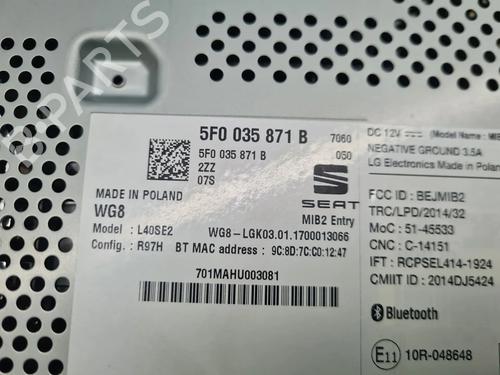 B PARTS
5F0 035 871 B 7060
5F0 035 871 B 050
2ZZ
07S
SEAT
MADE IN POLAND
MIB2 Entry
WG8 WG8-LGK03.01.1700013066
Model : L40SE2
Config. : R97H BT MAC address : 9C:8D:7C:C0:12:47
701MAHU003081
DC 12V (Model Name : MIB
NEGATIVE GROUND 3.5A
LG Electronics Made in Poland
FCC ID : BEJMIB2
TRC/LPD/2014/32
MoC : 51-45533
CNC : C-14151
IFT : RCPSEL414-1924
CMIIT ID : 2014DJ5424
Bluetooth
E11 10R-048648